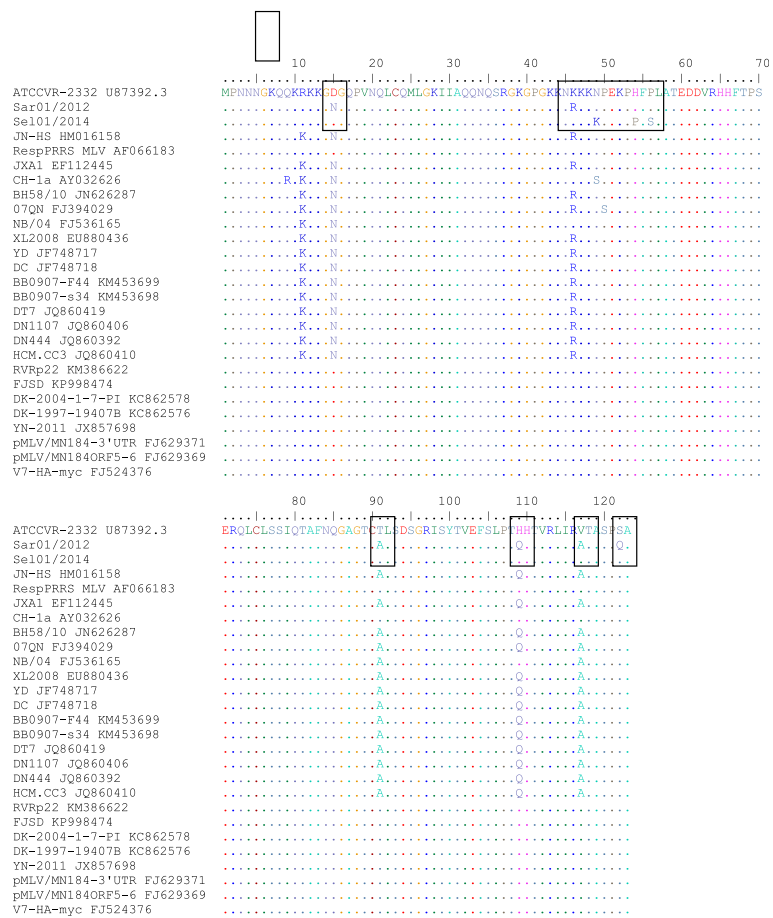 10 20 30 40 50 60 70
ATCCVR-2332 U87392.3 MPNNNGKQQKRKKGDGQPVNQLCQMLGKIIAQQNQSRGKGPGKKNKKKNPEKPHFPLATEDDVRHHFTPS
Sar01/2012 ..............N..............................R........................
Sel01/2014 ................................................K....P.S..............
JN-HS HM016158 ..........K...N..............................R........................
RespPRRS MLV AF066183 ......................................................................
JXA1 EF112445 ..........K...N..............................R........................
CH-1a AY032626 ........R.K...N.................................N.....................
BH58/10 JN626287 ..........K...N..............................R........................
07QN FJ394029 ..........K...N..............................R...S....................
NB/04 FJ536165 ..........K...N.......................................................
XL2008 EU880436 ..........K...N..............................R........................
YD JF748717 ..........K...N..............................R........................
DC JF748718 ..........K...N..............................R........................
BB0907-F44 KM453699 ..........K...N..............................R........................
BB0907-s34 KM453698 ..........K...N..............................R........................
DT7 JQ860419 ..........K...N..............................R........................
DN1107 JQ860406 ..........K...N..............................R........................
DN444 JQ860392 ..........K...N..............................R........................
HCM.CC3 JQ860410 ..........K...N..............................R........................
RVRp22 KM386622 ......................................................................
FJSD KP998474 ......................................................................
DK-2004-1-7-PI KC862578 ......................................................................
DK-1997-19407B KC862576 ......................................................................
YN-2011 JX857698 ......................................................................
pMLV/MN184-3'UTR FJ629371 ......................................................................
pMLV/MN184ORF5-6 FJ629369 ......................................................................
V7-HA-myc FJ524376 ......................................................................
80 90 100 110 120
ATCCVR-2332 U87392.3 ERQLCLSSIQTAFNQGAGTCTLSDSGRISYTVEFSLPTHHTVRLIRVTASPSA
Sar01/2012 ....................A.................Q.......A....Q.
Sel01/2014 .....................................................
JN-HS HM016158 ....................A.................Q.......A......
RespPRRS MLV AF066183 .....................................................
JXA1 EF112445 ....................A.................Q.......A......
CH-1a AY032626 .....................................................
BH58/10 JN626287 ....................A.................Q.......A......
07QN FJ394029 ....................A.................Q.......A......
NB/04 FJ536165 ....................A.................Q.......A......
XL2008 EU880436 ....................A.................Q.......A......
YD JF748717 ....................A.................Q.......A......
DC JF748718 ....................A.................Q.......A......
BB0907-F44 KM453699 ....................A.................Q.......A......
BB0907-s34 KM453698 ....................A.................Q.......A......
DT7 JQ860419 ....................A.................Q.......A......
DN1107 JQ860406 ....................A.................Q.......A......
DN444 JQ860392 ....................A.................Q.......A......
HCM.CC3 JQ860410 ....................A.................Q.......A......
RVRp22 KM386622 .....................................................
FJSD KP998474 .....................................................
DK-2004-1-7-PI KC862578 .....................................................
DK-1997-19407B KC862576 .....................................................
YN-2011 JX857698 .....................................................
pMLV/MN184-3'UTR FJ629371 .....................................................
pMLV/MN184ORF5-6 FJ629369 .....................................................
V7-HA-myc FJ524376 .....................................................